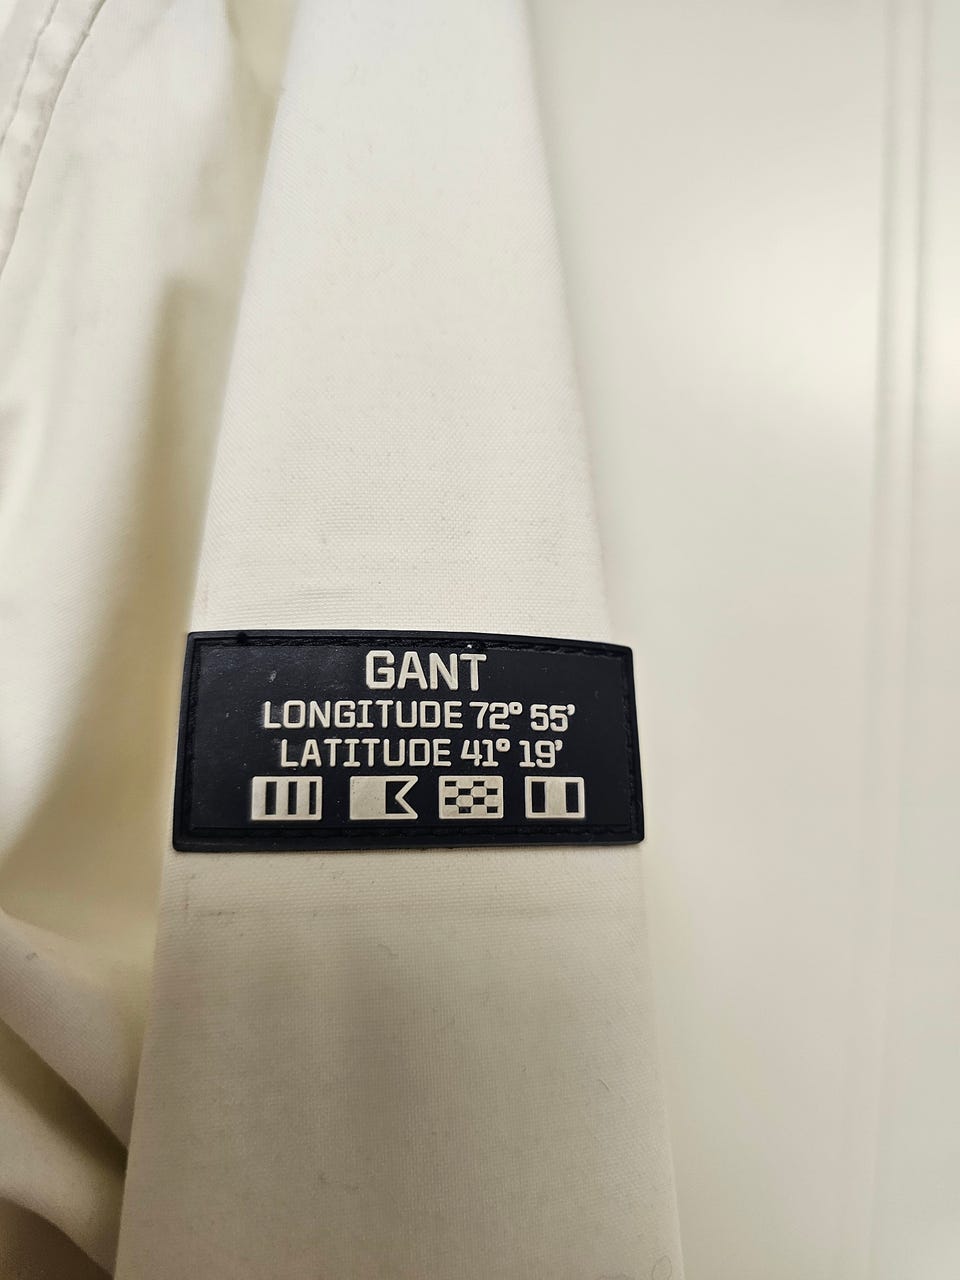 GANT
LONGITUDE 72° 55'
LATITUDE 41° 19'